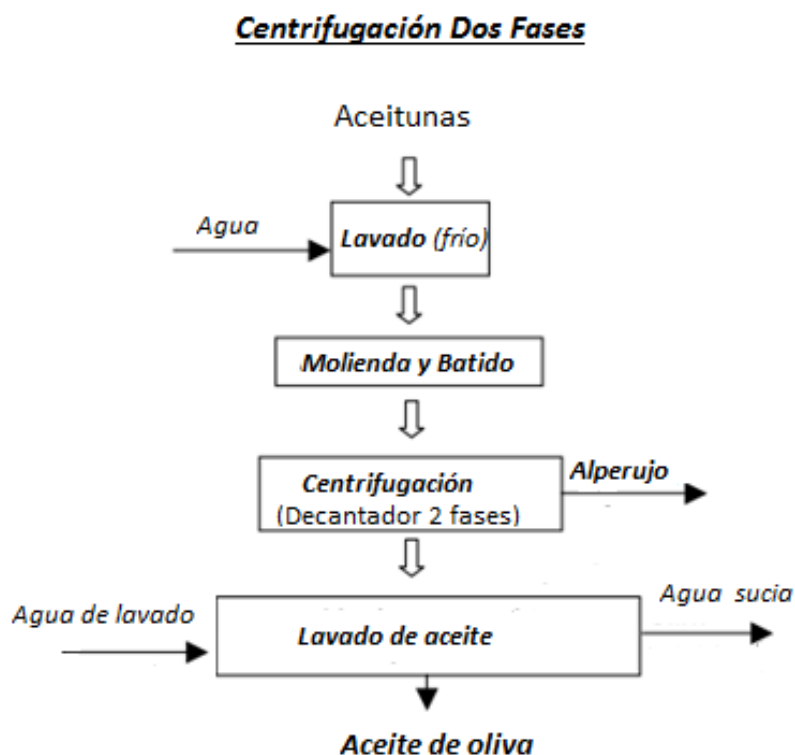 Centrifugación Dos Fases
Aceitunas
Agua
Lavado (frío)
Molienda y Batido
Centrifugación
(Decantador 2 fases)
Alperujo
Agua de lavado
Lavado de aceite
Agua sucia
Aceite de oliva